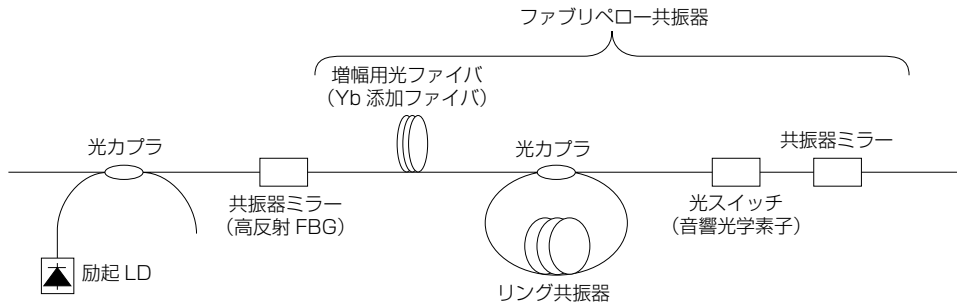 ファブリペロー共振器
増幅用光ファイバ
（Yb 添加ファイバ）
光カプラ
光カプラ
共振器ミラー
共振器ミラー
（高反射 FBG）
光スイッチ
（音響光学素子）
励起 LD
リング共振器